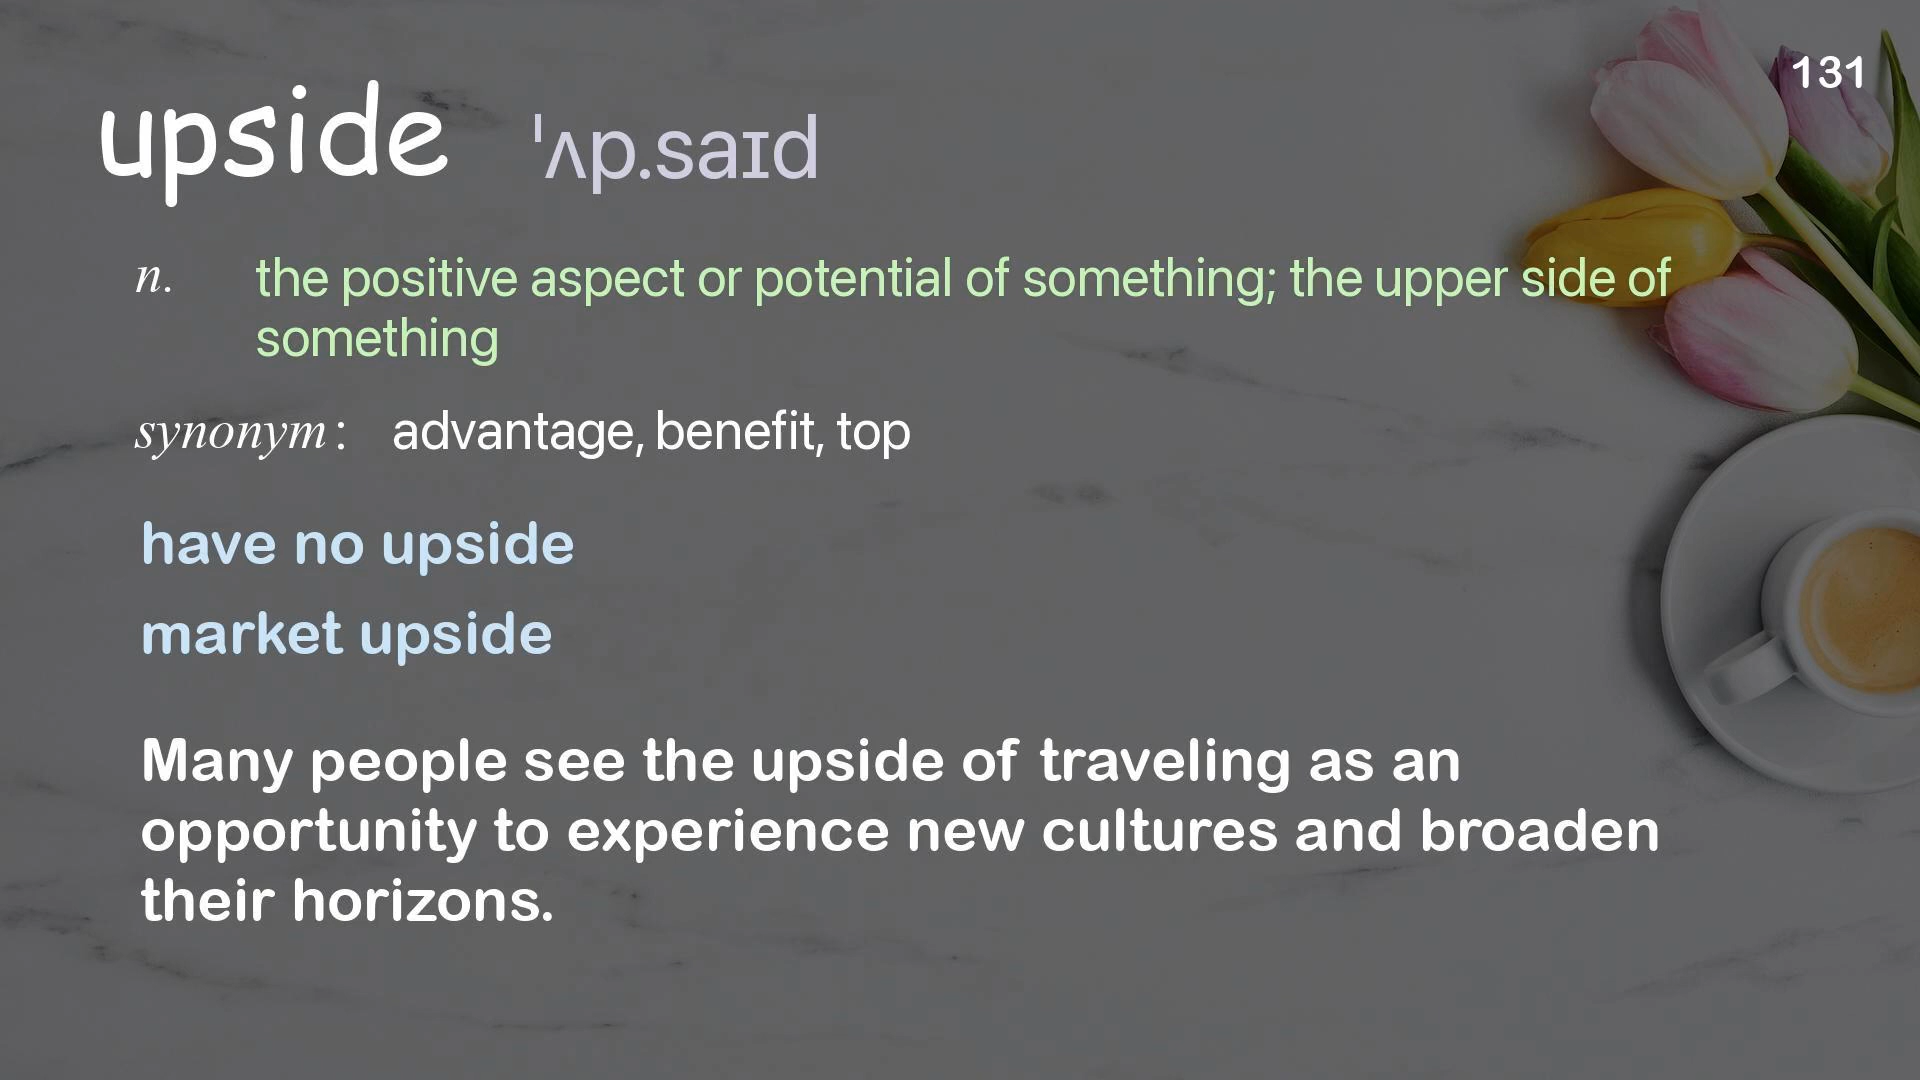 131
upside ˈʌp.saɪd
n. the positive aspect or potential of something; the upper side of
something
synonym: advantage, benefit, top
have no upside
market upside
Many people see the upside of traveling as an
opportunity to experience new cultures and broaden
their horizons.